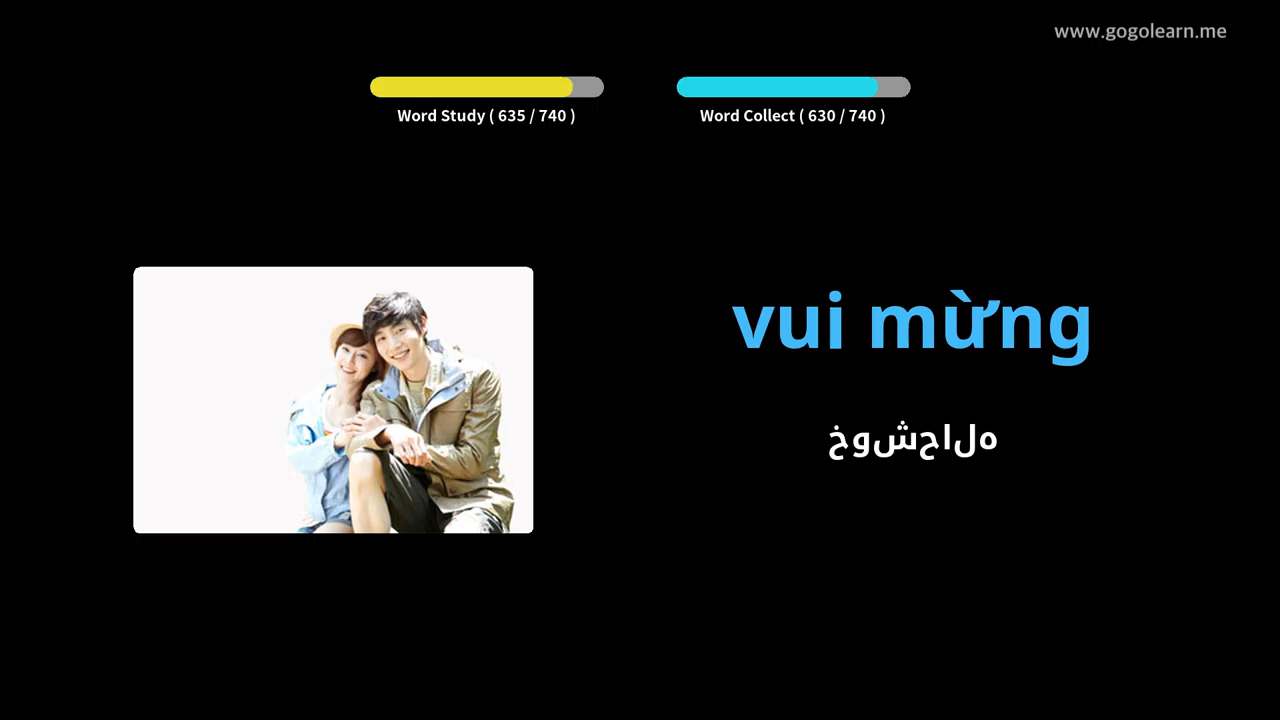 www.gogolearn.me
Word Study ( 635 / 740 )
Word Collect ( 630 / 740 )
vui mừng
خوشحاله